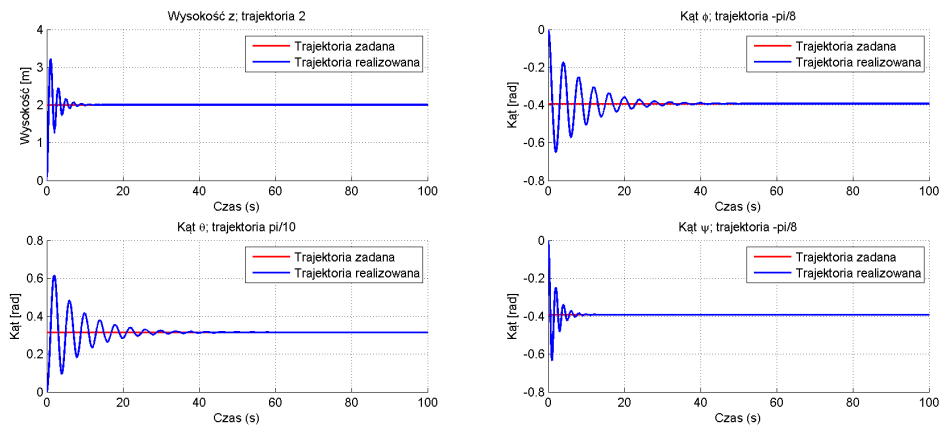 Wysokość z; trajektoria 2
Wysokość [m]
4
3
2
1
0
Trajektoria zadana
Trajektoria realizowana
0 20 40 60 80 100
Czas (s)
Kąt ϕ; trajektoria -pi/8
Kąt [rad]
0
-0.2
-0.4
-0.6
-0.8
Trajektoria zadana
Trajektoria realizowana
0 20 40 60 80 100
Czas (s)
Kąt θ; trajektoria pi/10
Kąt [rad]
0.8
0.6
0.4
0.2
0
Trajektoria zadana
Trajektoria realizowana
0 20 40 60 80 100
Czas (s)
Kąt ψ; trajektoria -pi/8
Kąt [rad]
0
-0.2
-0.4
-0.6
-0.8
Trajektoria zadana
Trajektoria realizowana
0 20 40 60 80 100
Czas (s)